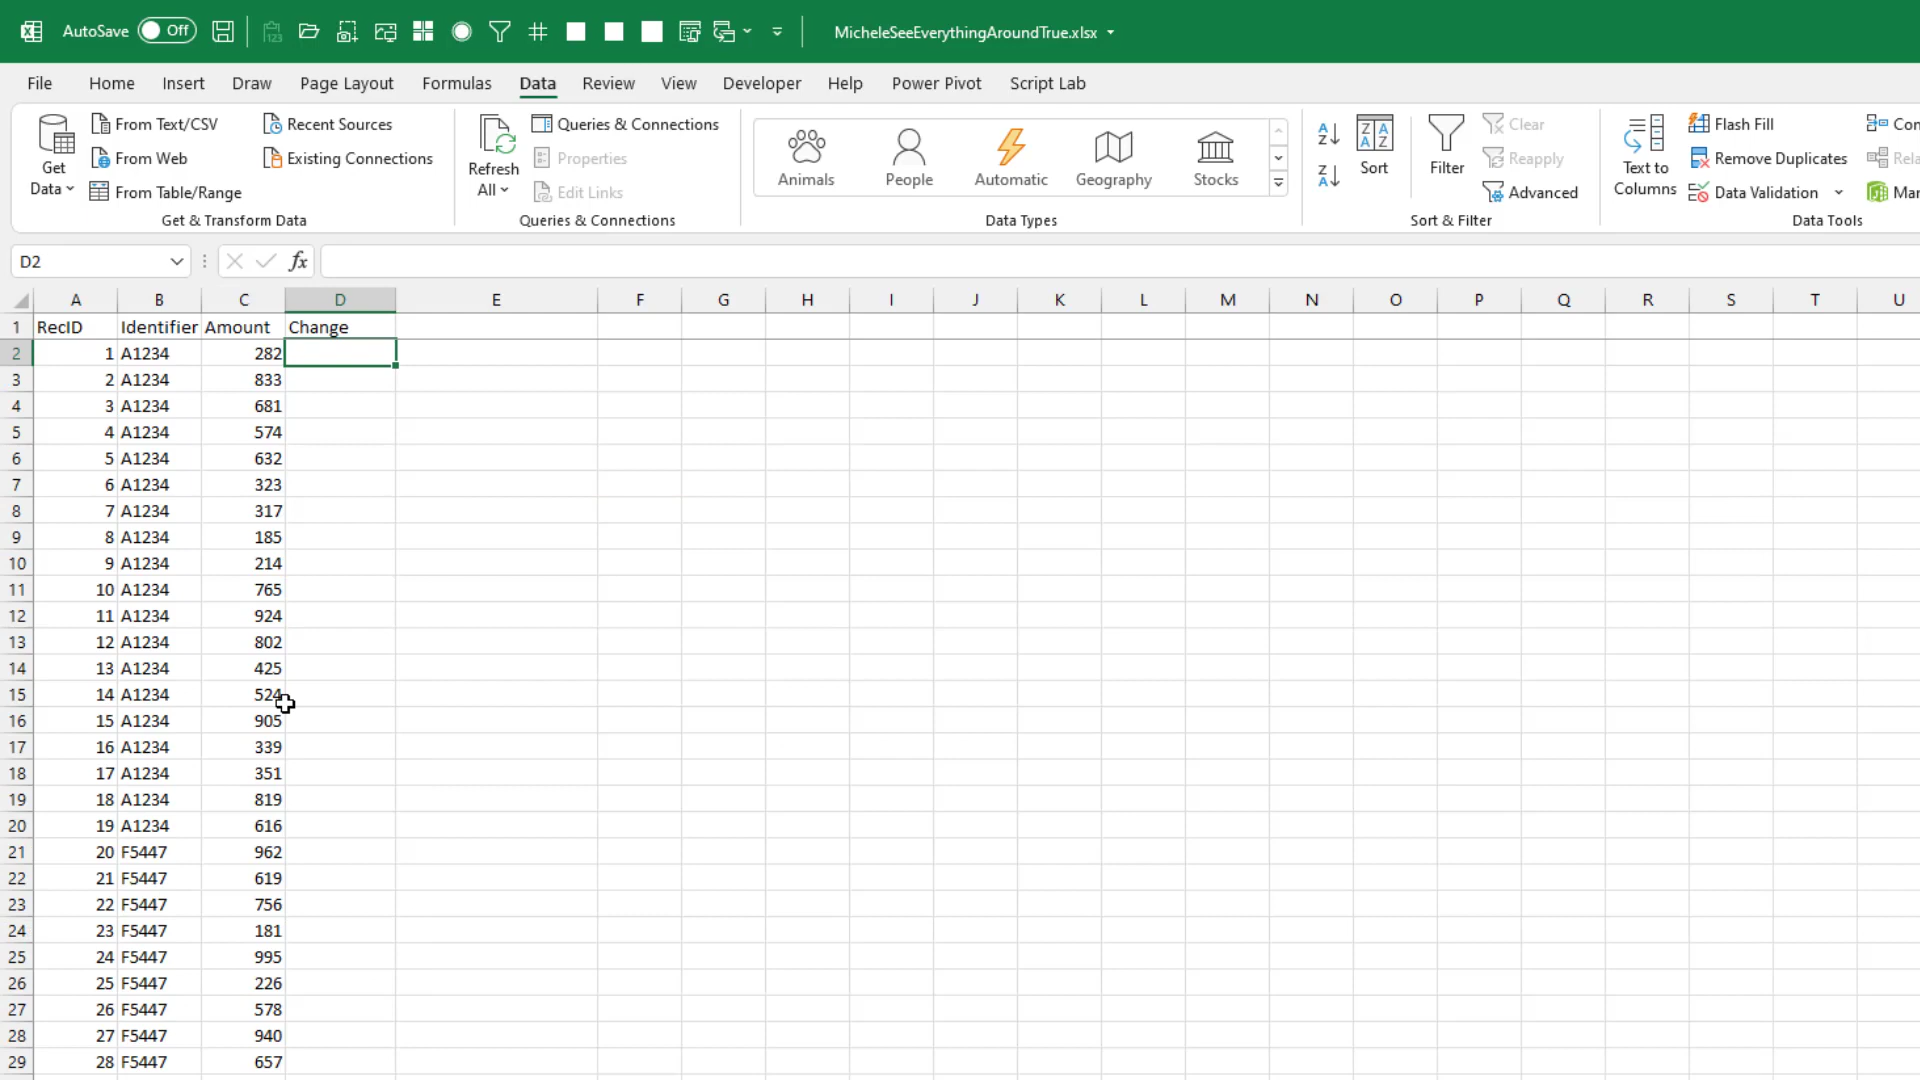 AutoSave Off MicheleSeeEverythingAroundTrue.xlsx
File Home Insert Draw Page Layout Formulas Data Review View Developer Help Power Pivot Script Lab
Get Data
From Text/CSV
From Web
From Table/Range
Recent Sources
Existing Connections
Get & Transform Data
Refresh All
Queries & Connections
Properties
Edit Links
Queries & Connections
Animals People Automatic Geography Stocks
Data Types
Sort
Filter
Clear
Reapply
Advanced
Sort & Filter
Text to Columns
Flash Fill
Remove Duplicates
Data Validation
Con
Rela
Man
Data Tools
D2 fx
A B C D E F G H I J K L M N O P Q R S T U
1 RecID Identifier Amount Change
2 1 A1234 282
3 2 A1234 833
4 3 A1234 681
5 4 A1234 574
6 5 A1234 632
7 6 A1234 323
8 7 A1234 317
9 8 A1234 185
10 9 A1234 214
11 10 A1234 765
12 11 A1234 924
13 12 A1234 802
14 13 A1234 425
15 14 A1234 524
16 15 A1234 905
17 16 A1234 339
18 17 A1234 351
19 18 A1234 819
20 19 A1234 616
21 20 F5447 962
22 21 F5447 619
23 22 F5447 756
24 23 F5447 181
25 24 F5447 995
26 25 F5447 226
27 26 F5447 578
28 27 F5447 940
29 28 F5447 657